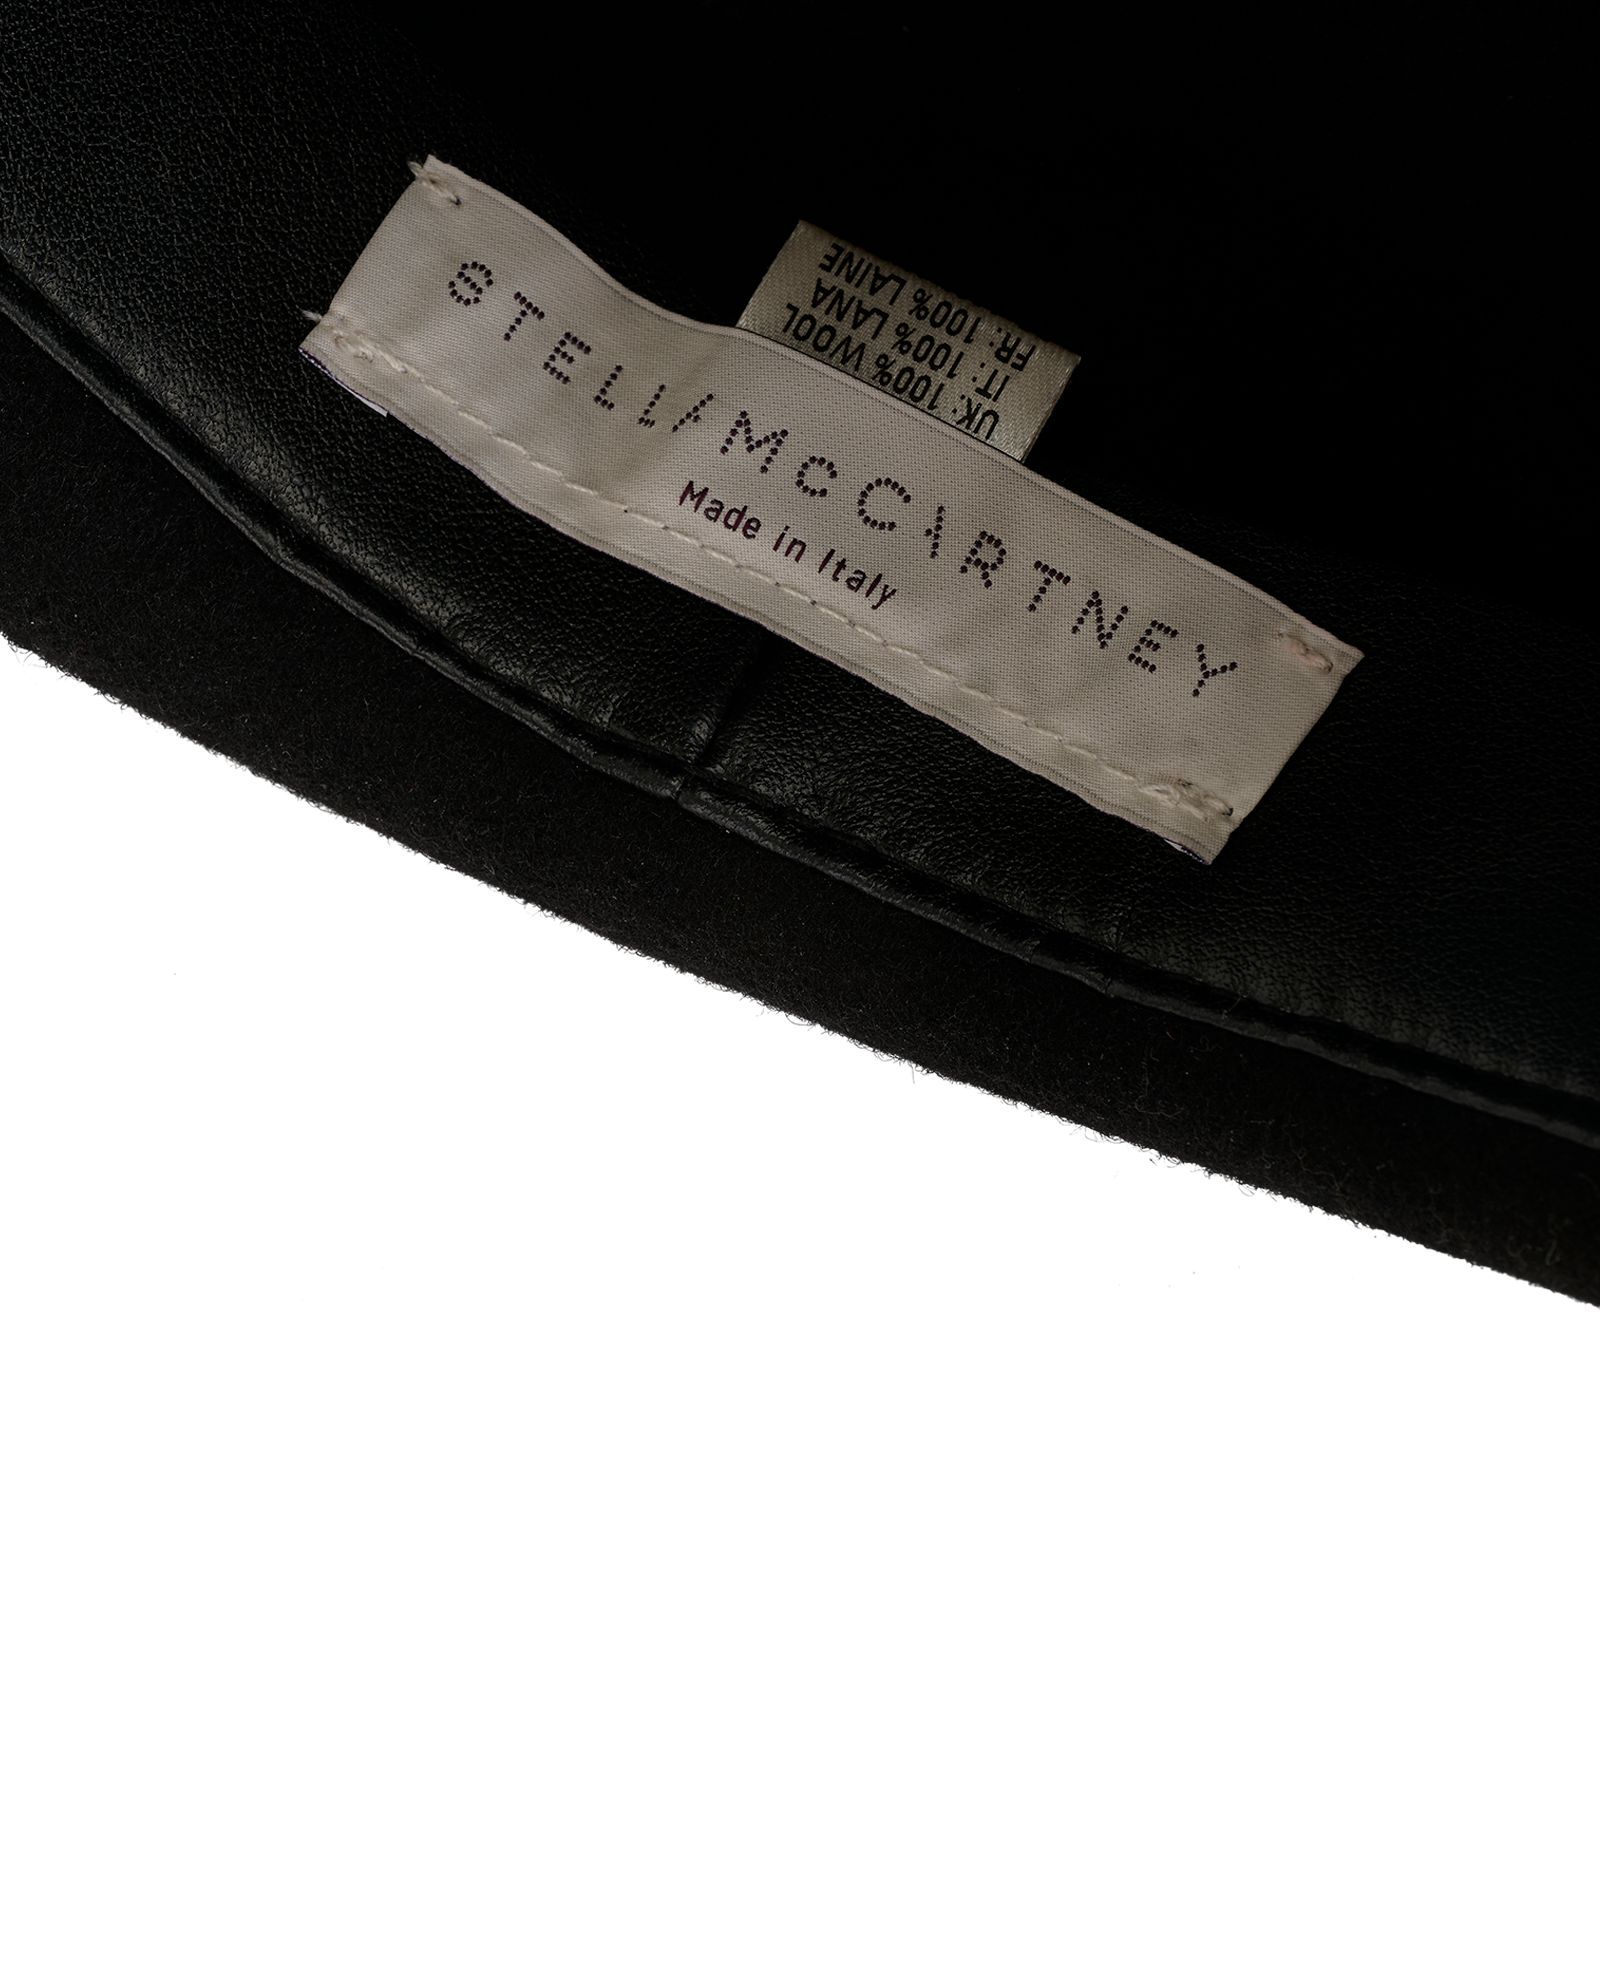 STELLA McCARTNEY
Made in Italy
UK: 100% WOOL
IT: 100% LANA
FR: 100% LAINE